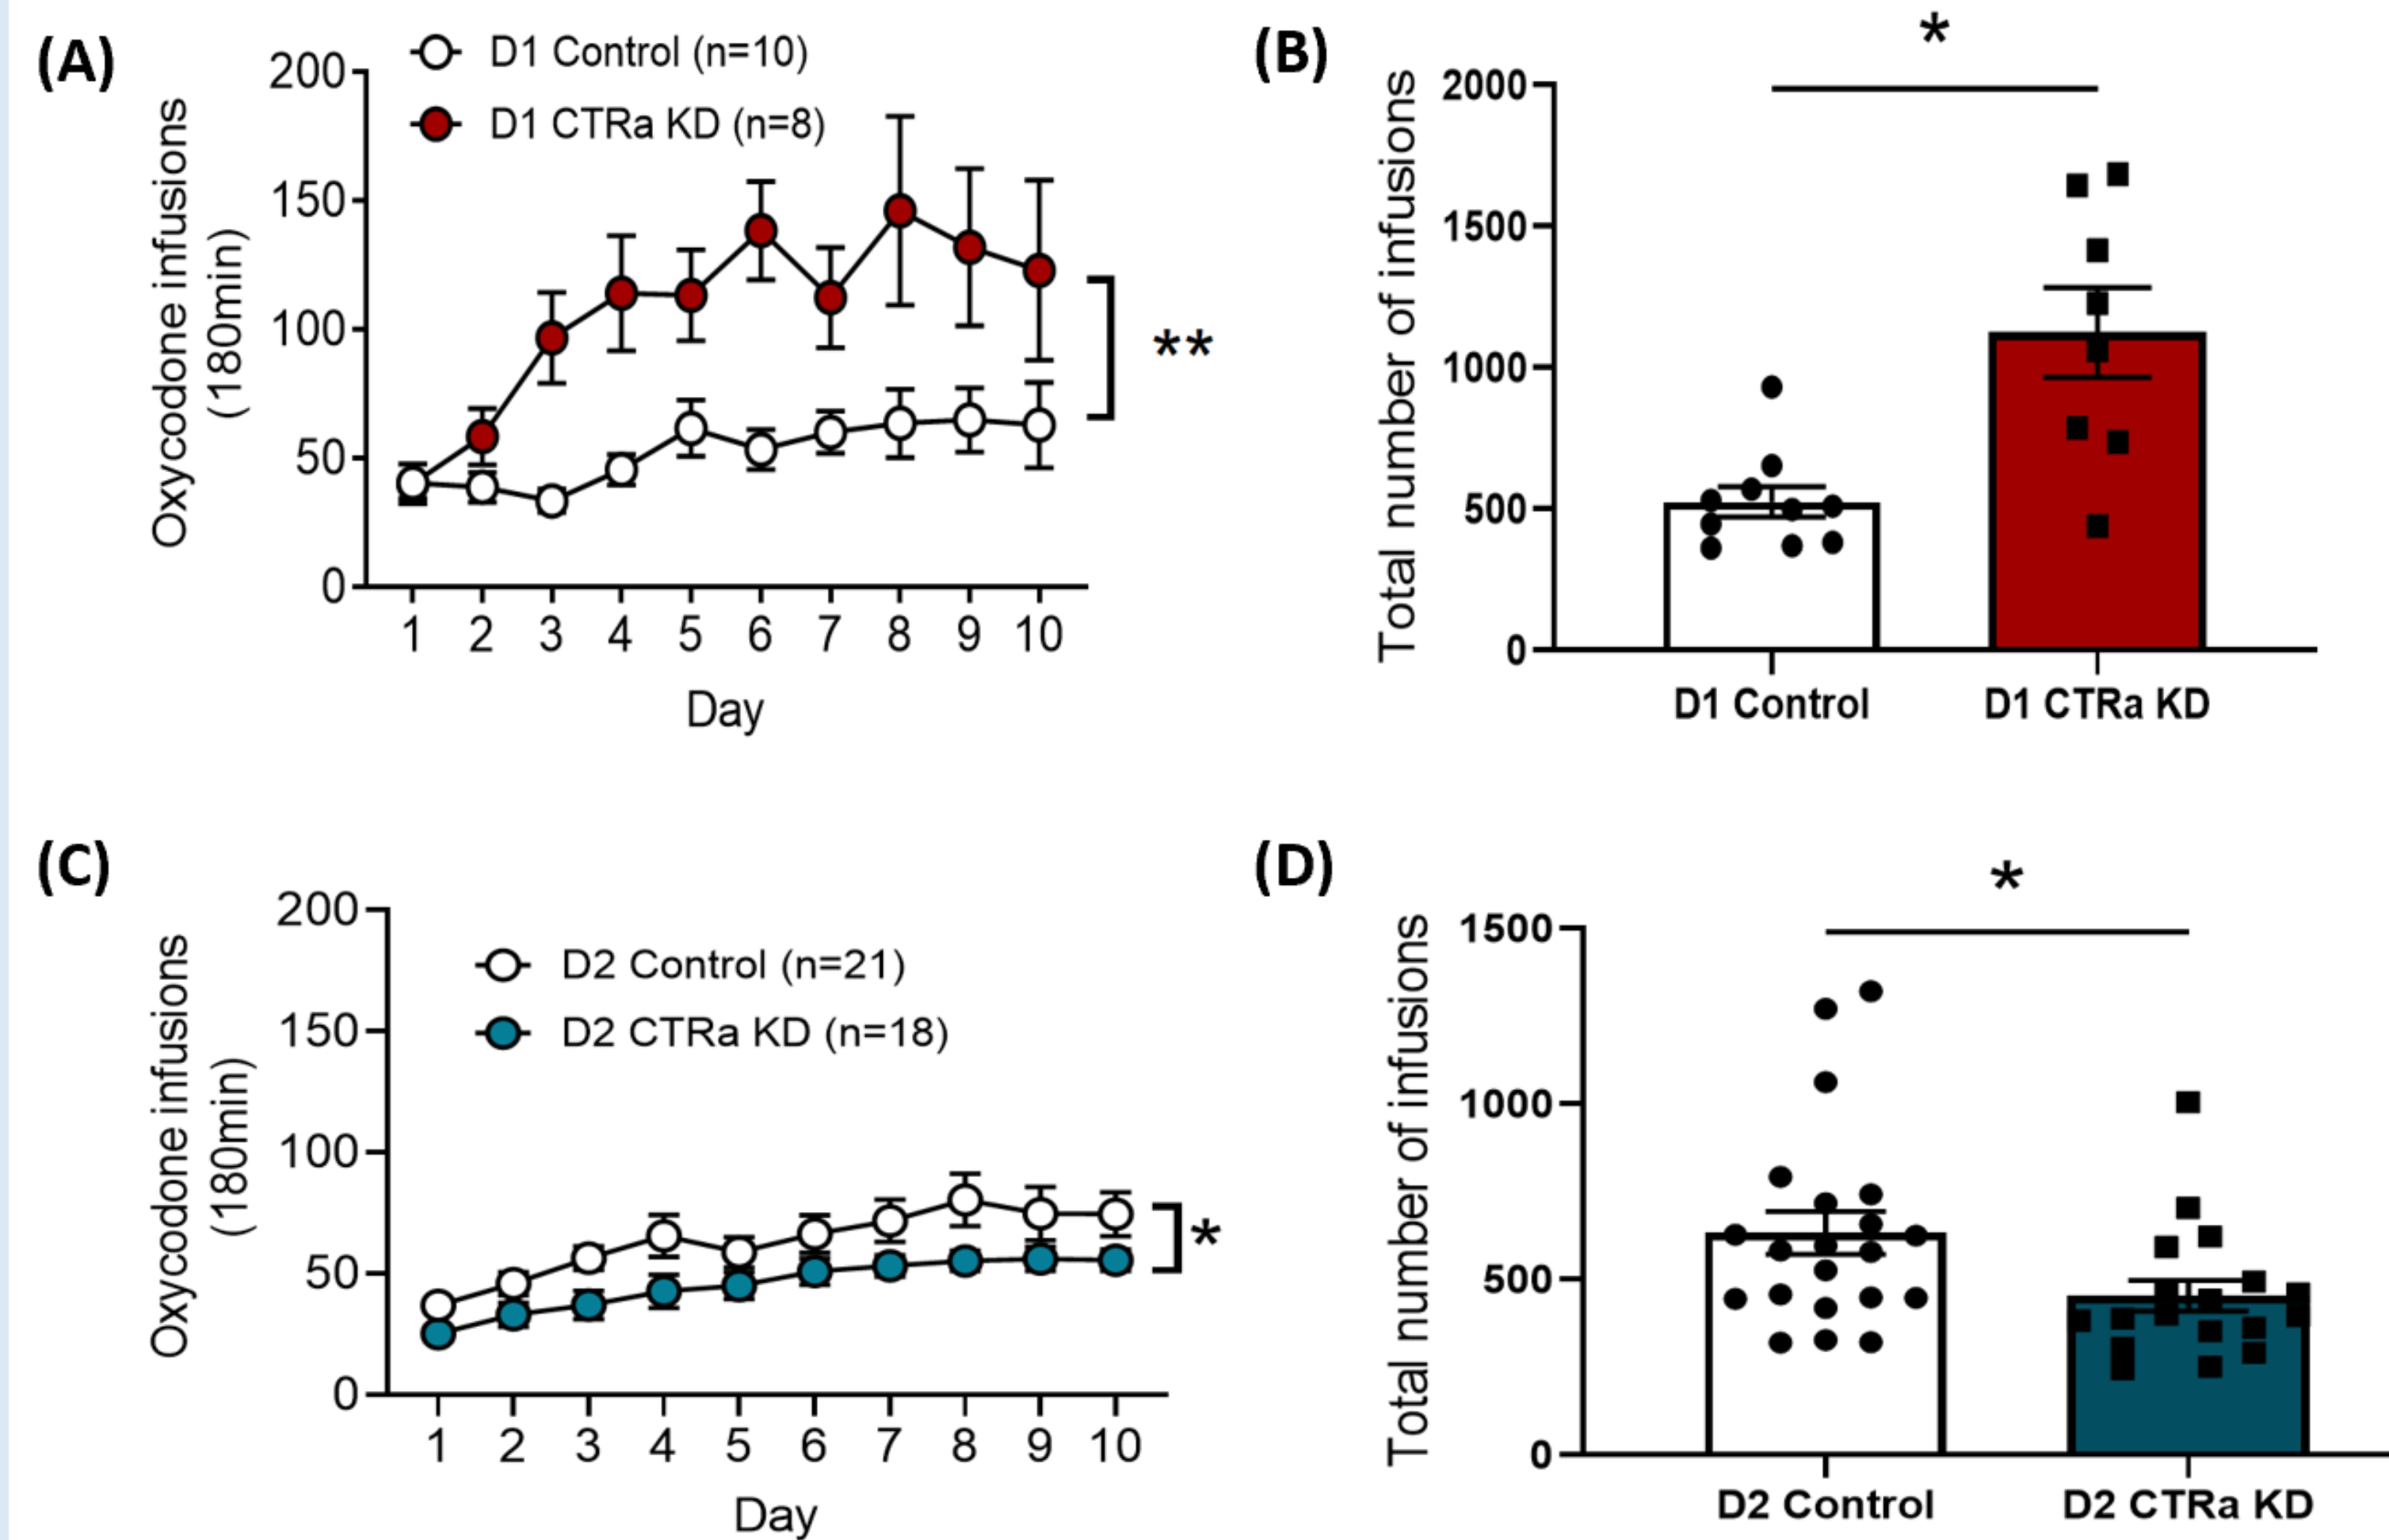 (A)
D1 Control (n=10)
D1 CTRa KD (n=8)
Oxycodone infusions
(180min)
200
150
100
50
0
**
1 2 3 4 5 6 7 8 9 10
Day
(B)
*
Total number of infusions
2000
1500
1000
500
0
D1 Control D1 CTRa KD
(C)
D2 Control (n=21)
D2 CTRa KD (n=18)
Oxycodone infusions
(180min)
200
150
100
50
0
*
1 2 3 4 5 6 7 8 9 10
Day
(D)
*
Total number of infusions
1500
1000
500
0
D2 Control D2 CTRa KD